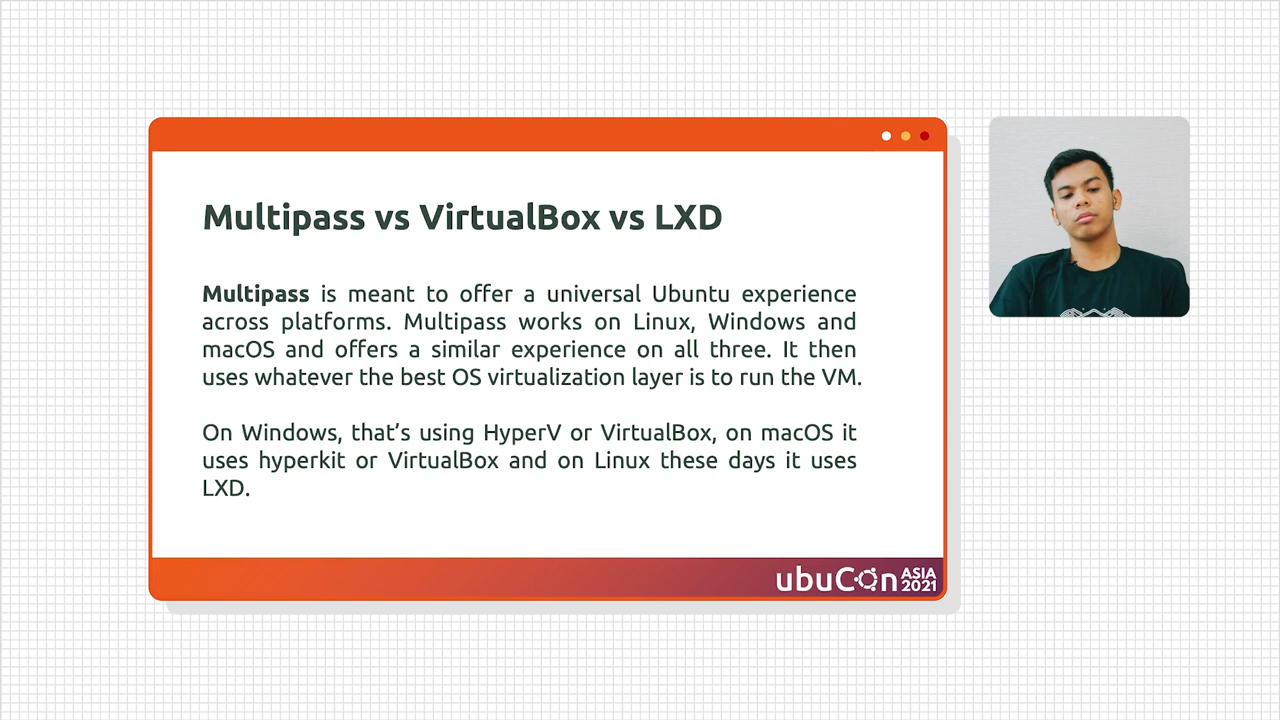 Multipass vs VirtualBox vs LXD
Multipass is meant to offer a universal Ubuntu experience
across platforms. Multipass works on Linux, Windows and
macOS and offers a similar experience on all three. It then
uses whatever the best OS virtualization layer is to run the VM.
On Windows, that’s using HyperV or VirtualBox, on macOS it
uses hyperkit or VirtualBox and on Linux these days it uses
LXD.
ubuCon ASIA
2021